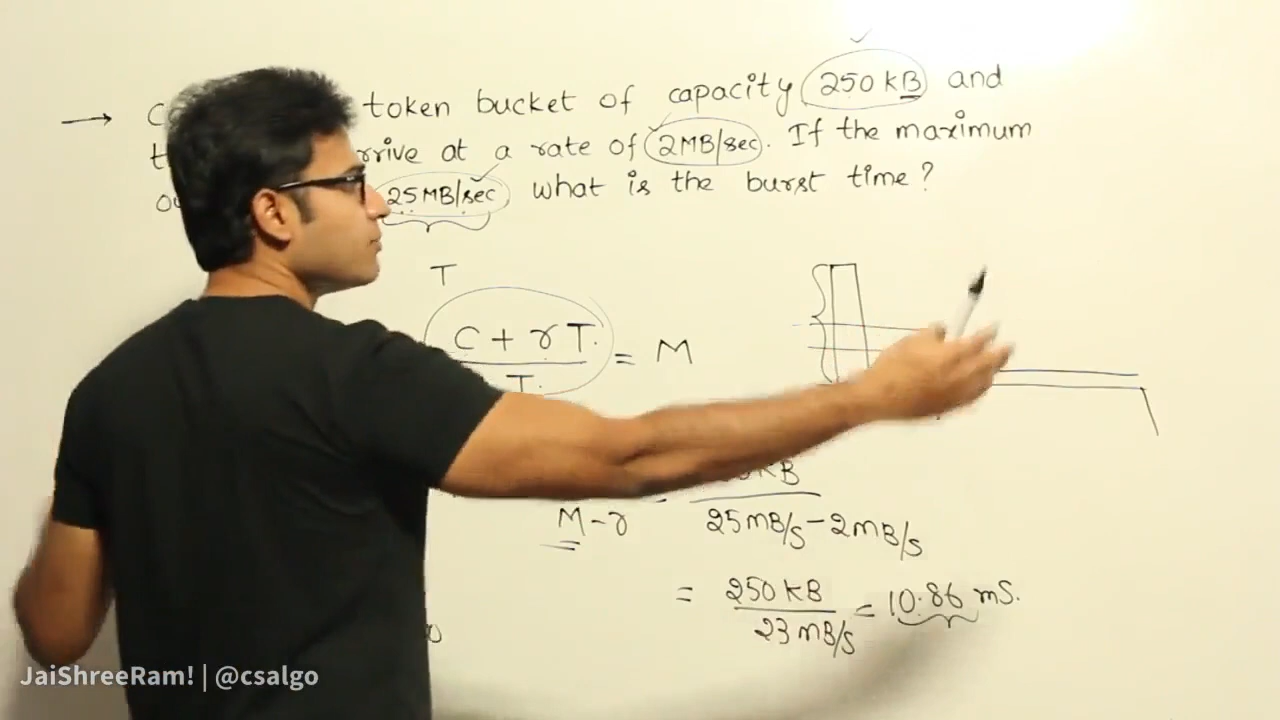 → token bucket of capacity 250 kB and
arrive at a rate of 2MB/sec. If the maximum
25MB/sec what is the burst time?
T
C + rT. = M
T.
kB
M-r 25MB/s-2MB/s
= 250 kB = 10.86 mS.
23 MB/s
JaiShreeRam! | @csalgo